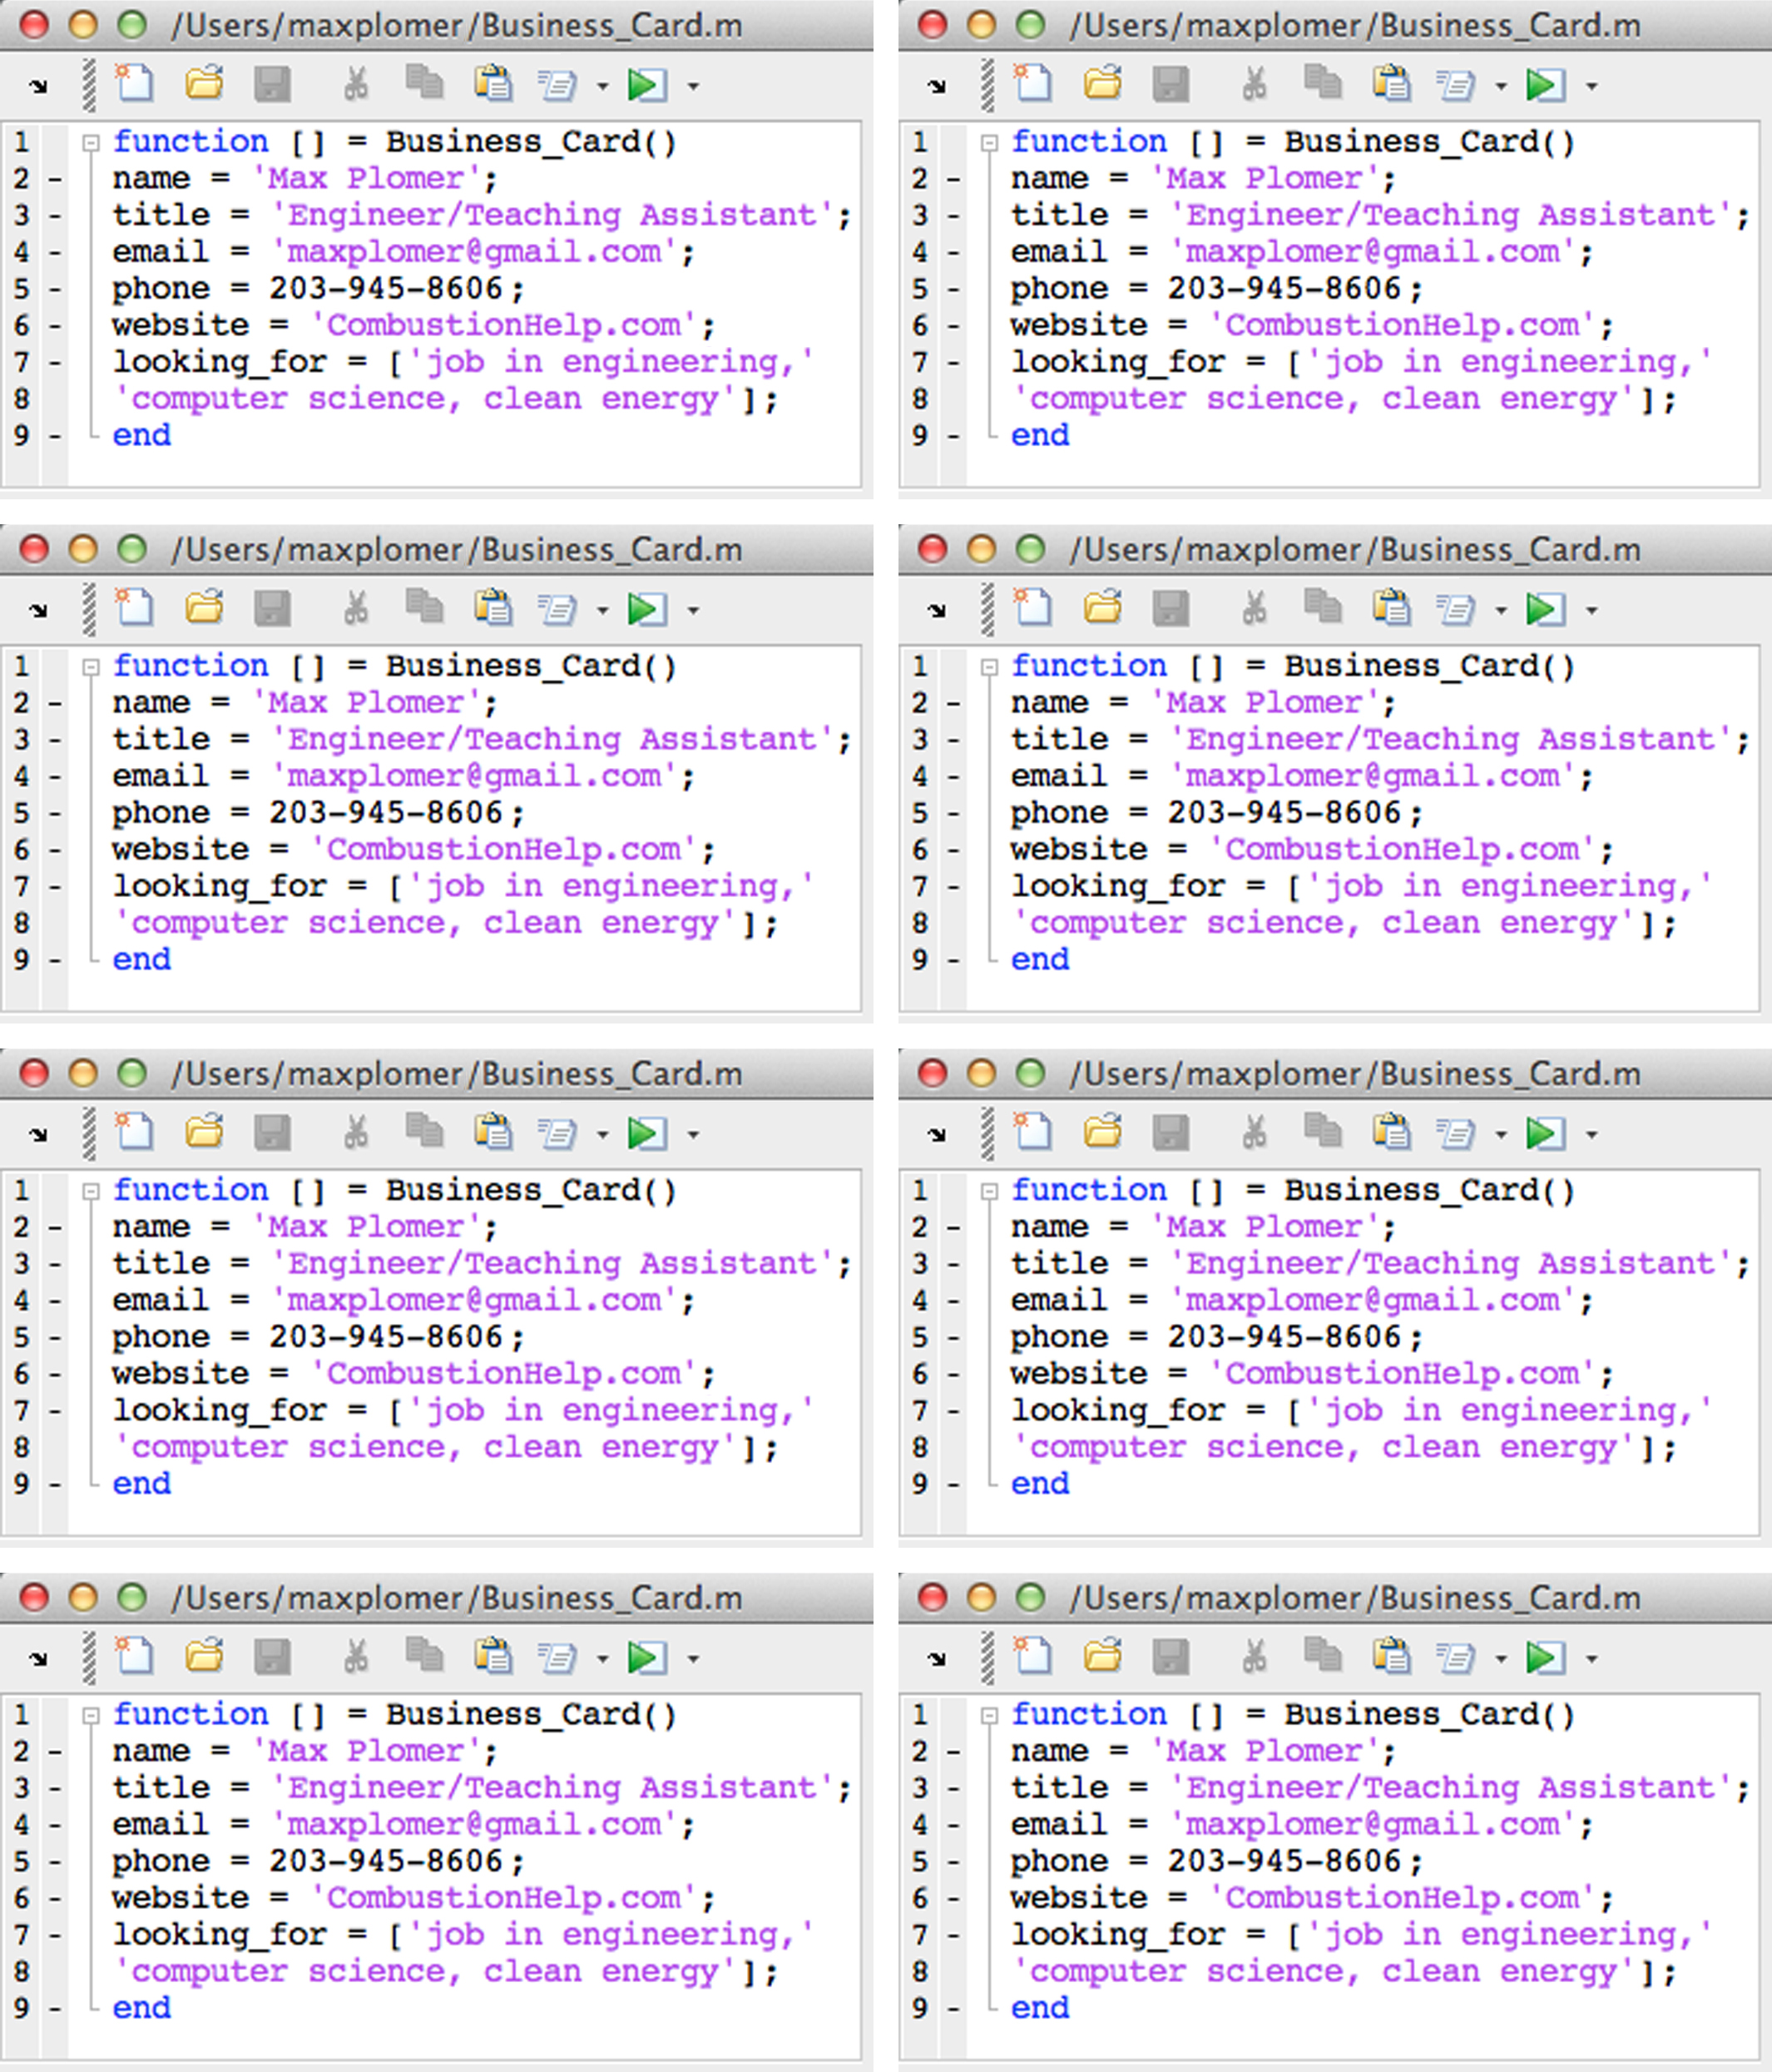 /Users/maxplomer/Business_Card.m
1 function [] = Business_Card()
2 - name = 'Max Plomer';
3 - title = 'Engineer/Teaching Assistant';
4 - email = 'maxplomer@gmail.com';
5 - phone = 203-945-8606;
6 - website = 'CombustionHelp.com';
7 - looking_for = ['job in engineering,'
8 'computer science, clean energy'];
9 - end
/Users/maxplomer/Business_Card.m
1 function [] = Business_Card()
2 - name = 'Max Plomer';
3 - title = 'Engineer/Teaching Assistant';
4 - email = 'maxplomer@gmail.com';
5 - phone = 203-945-8606;
6 - website = 'CombustionHelp.com';
7 - looking_for = ['job in engineering,'
8 'computer science, clean energy'];
9 - end
/Users/maxplomer/Business_Card.m
1 function [] = Business_Card()
2 - name = 'Max Plomer';
3 - title = 'Engineer/Teaching Assistant';
4 - email = 'maxplomer@gmail.com';
5 - phone = 203-945-8606;
6 - website = 'CombustionHelp.com';
7 - looking_for = ['job in engineering,'
8 'computer science, clean energy'];
9 - end
/Users/maxplomer/Business_Card.m
1 function [] = Business_Card()
2 - name = 'Max Plomer';
3 - title = 'Engineer/Teaching Assistant';
4 - email = 'maxplomer@gmail.com';
5 - phone = 203-945-8606;
6 - website = 'CombustionHelp.com';
7 - looking_for = ['job in engineering,'
8 'computer science, clean energy'];
9 - end
/Users/maxplomer/Business_Card.m
1 function [] = Business_Card()
2 - name = 'Max Plomer';
3 - title = 'Engineer/Teaching Assistant';
4 - email = 'maxplomer@gmail.com';
5 - phone = 203-945-8606;
6 - website = 'CombustionHelp.com';
7 - looking_for = ['job in engineering,'
8 'computer science, clean energy'];
9 - end
/Users/maxplomer/Business_Card.m
1 function [] = Business_Card()
2 - name = 'Max Plomer';
3 - title = 'Engineer/Teaching Assistant';
4 - email = 'maxplomer@gmail.com';
5 - phone = 203-945-8606;
6 - website = 'CombustionHelp.com';
7 - looking_for = ['job in engineering,'
8 'computer science, clean energy'];
9 - end
/Users/maxplomer/Business_Card.m
1 function [] = Business_Card()
2 - name = 'Max Plomer';
3 - title = 'Engineer/Teaching Assistant';
4 - email = 'maxplomer@gmail.com';
5 - phone = 203-945-8606;
6 - website = 'CombustionHelp.com';
7 - looking_for = ['job in engineering,'
8 'computer science, clean energy'];
9 - end
/Users/maxplomer/Business_Card.m
1 function [] = Business_Card()
2 - name = 'Max Plomer';
3 - title = 'Engineer/Teaching Assistant';
4 - email = 'maxplomer@gmail.com';
5 - phone = 203-945-8606;
6 - website = 'CombustionHelp.com';
7 - looking_for = ['job in engineering,'
8 'computer science, clean energy'];
9 - end